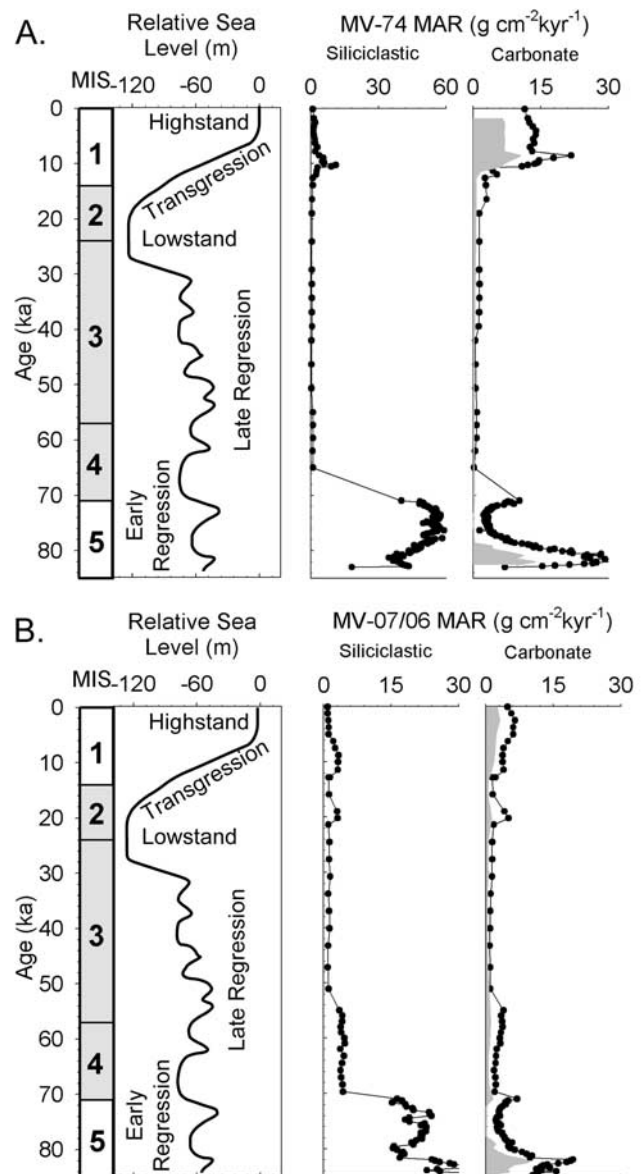 A.
Relative Sea
Level (m)
MV-74 MAR (g cm⁻²kyr⁻¹)
Siliciclastic
Carbonate
MIS
-120 -60 0
0 30 60
0 15 30
Age (ka)
0
10
20
30
40
50
60
70
80
1
2
3
4
5
Highstand
Transgression
Lowstand
Late Regression
Early
Regression
B.
Relative Sea
Level (m)
MV-07/06 MAR (g cm⁻²kyr⁻¹)
Siliciclastic
Carbonate
MIS
-120 -60 0
0 15 30
0 10 20 30
Age (ka)
0
10
20
30
40
50
60
70
80
1
2
3
4
5
Highstand
Transgression
Lowstand
Late Regression
Early
Regression